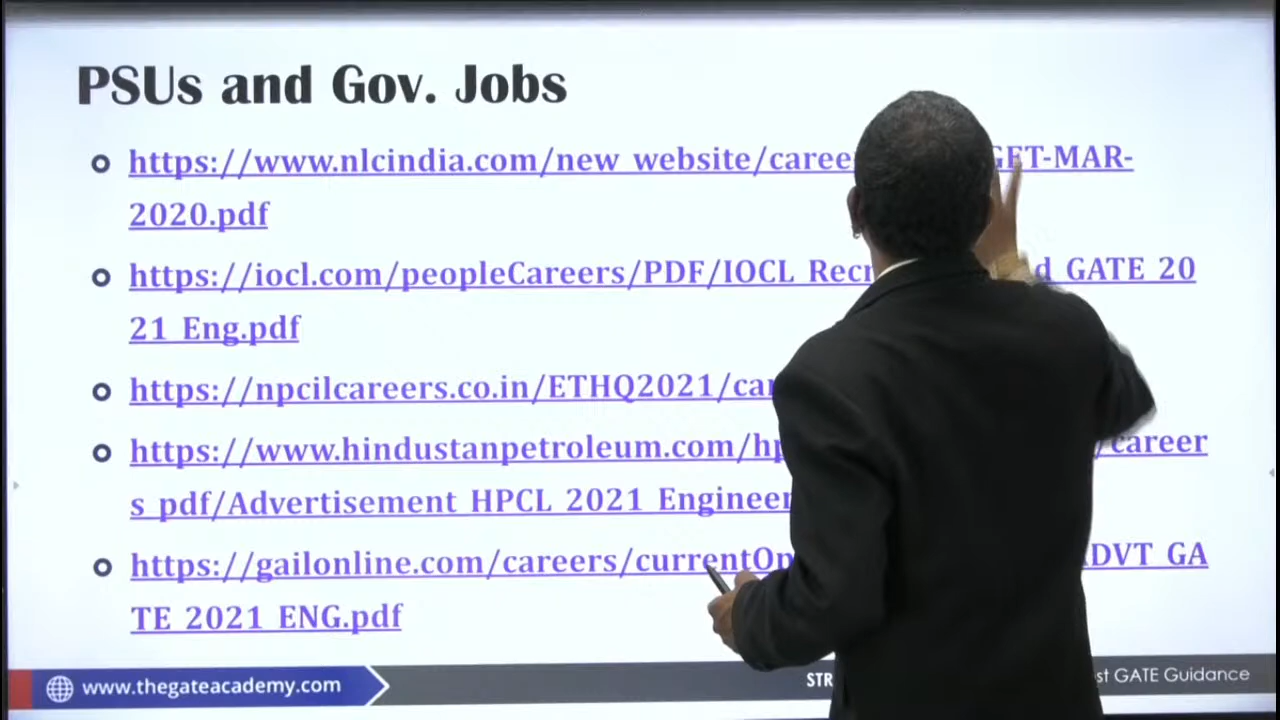 PSUs and Gov. Jobs
https://www.nlcindia.com/new_website/caree GET-MAR-
2020.pdf
https://iocl.com/peopleCareers/PDF/IOCL_Recr d_GATE_20
21_Eng.pdf
https://npcilcareers.co.in/ETHQ2021/ca
https://www.hindustanpetroleum.com/hp /career
s_pdf/Advertisement_HPCL_2021_Engineer
https://gailonline.com/careers/currentOp DVT_GA
TE_2021_ENG.pdf
www.thegateacademy.com STR st GATE Guidance